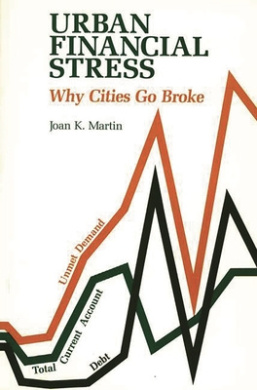 URBAN
FINANCIAL
STRESS
Why Cities Go Broke
Joan K. Martin
Unmet Demand
Total Current Account
Debt